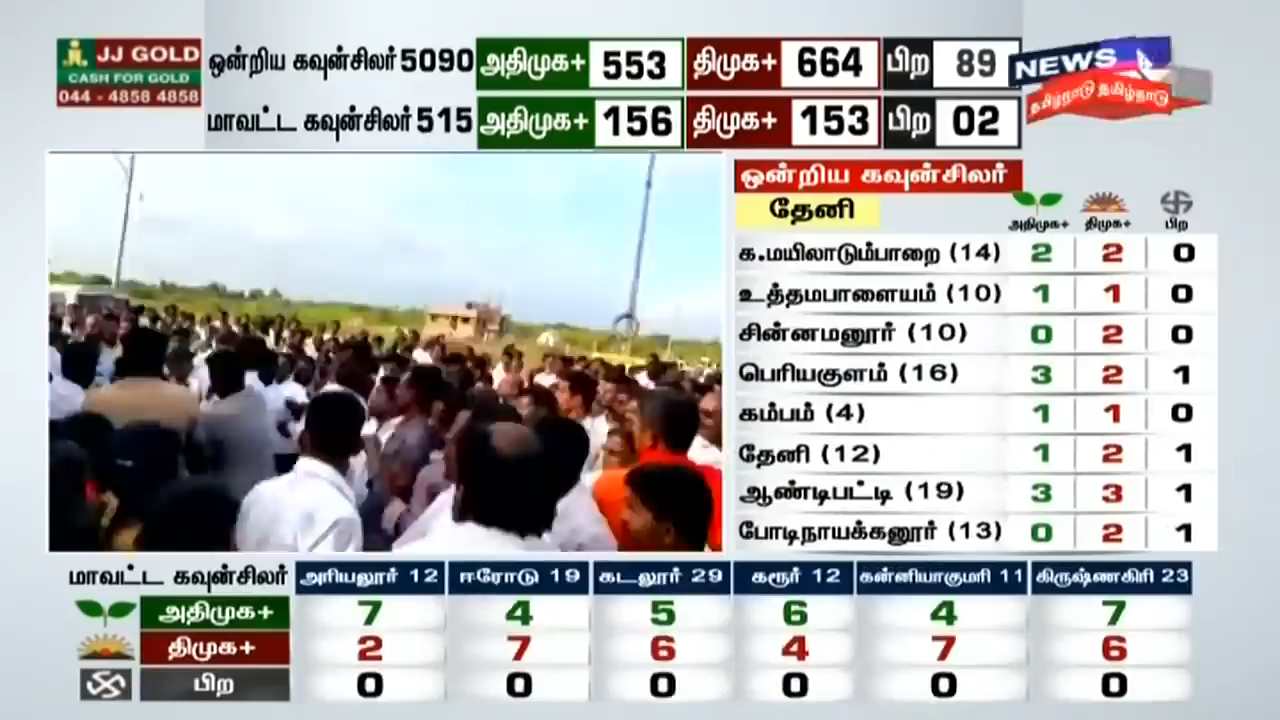 JJ GOLD
CASH FOR GOLD
044 - 4858 4858
ஒன்றிய கவுன்சிலர் 5090 அதிமுக+ 553 திமுக+ 664 பிற 89
மாவட்ட கவுன்சிலர் 515 அதிமுக+ 156 திமுக+ 153 பிற 02
NEWS
தமிழ்நாடு தமிழ்நாடு
ஒன்றிய கவுன்சிலர்
தேனி
அதிமுக+ திமுக+ பிற
க.மயிலாடும்பாறை (14) 2 2 0
உத்தமபாளையம் (10) 1 1 0
சின்னமனூர் (10) 0 2 0
பெரியகுளம் (16) 3 2 1
கம்பம் (4) 1 1 0
தேனி (12) 1 2 1
ஆண்டிபட்டி (19) 3 3 1
போடிநாயக்கனூர் (13) 0 2 1
மாவட்ட கவுன்சிலர் அரியலூர் 12 ஈரோடு 19 கடலூர் 29 கரூர் 12 கன்னியாகுமரி 11 கிருஷ்ணகிரி 23
அதிமுக+ 7 4 5 6 4 7
திமுக+ 2 7 6 4 7 6
பிற 0 0 0 0 0 0